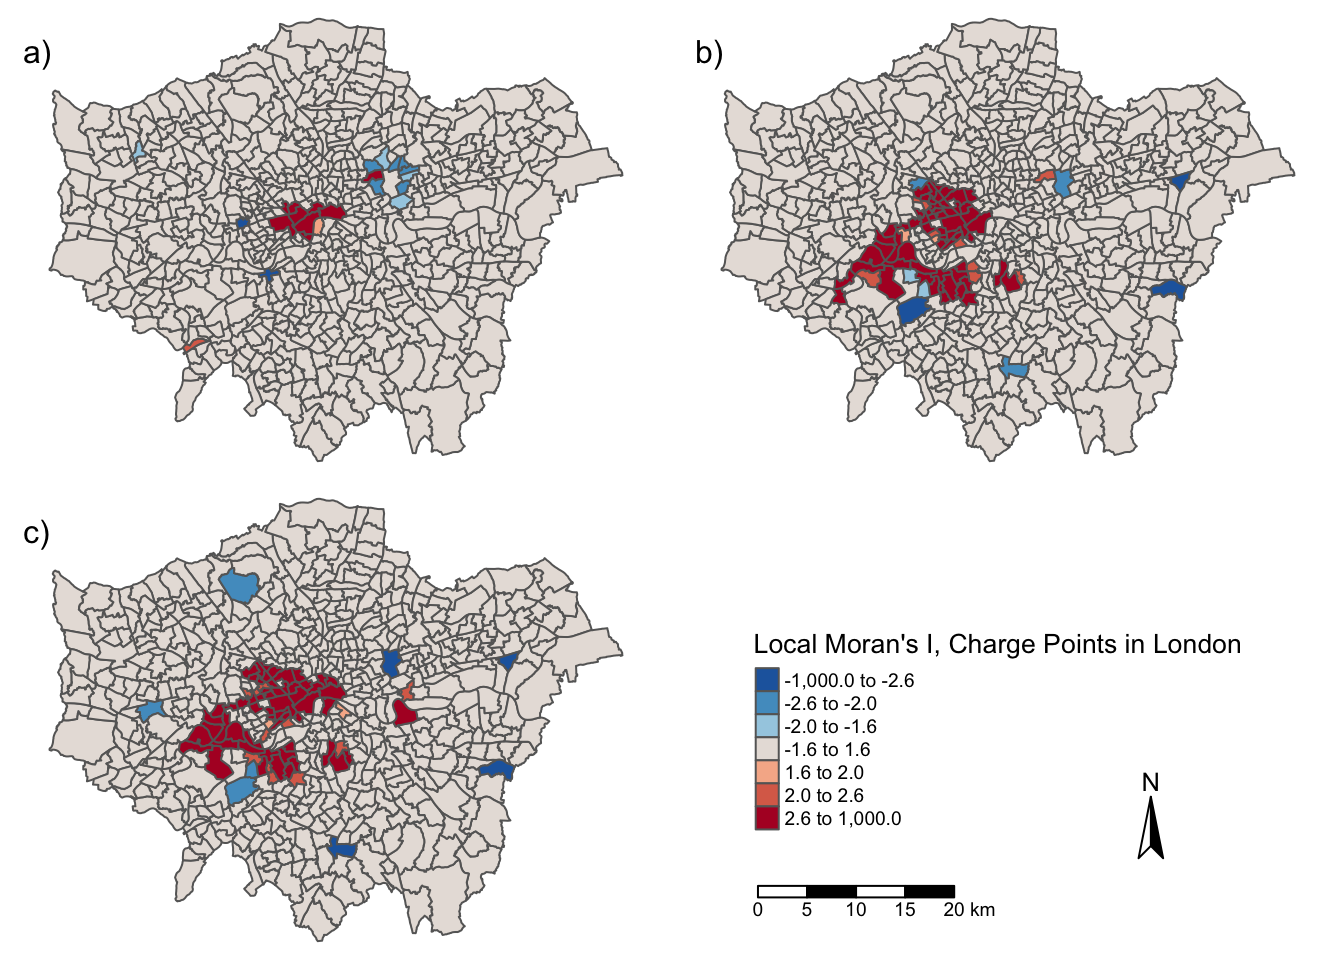 a)
b)
c)
Local Moran's I, Charge Points in London
-1,000.0 to -2.6
-2.6 to -2.0
-2.0 to -1.6
-1.6 to 1.6
1.6 to 2.0
2.0 to 2.6
2.6 to 1,000.0
N
0 5 10 15 20 km